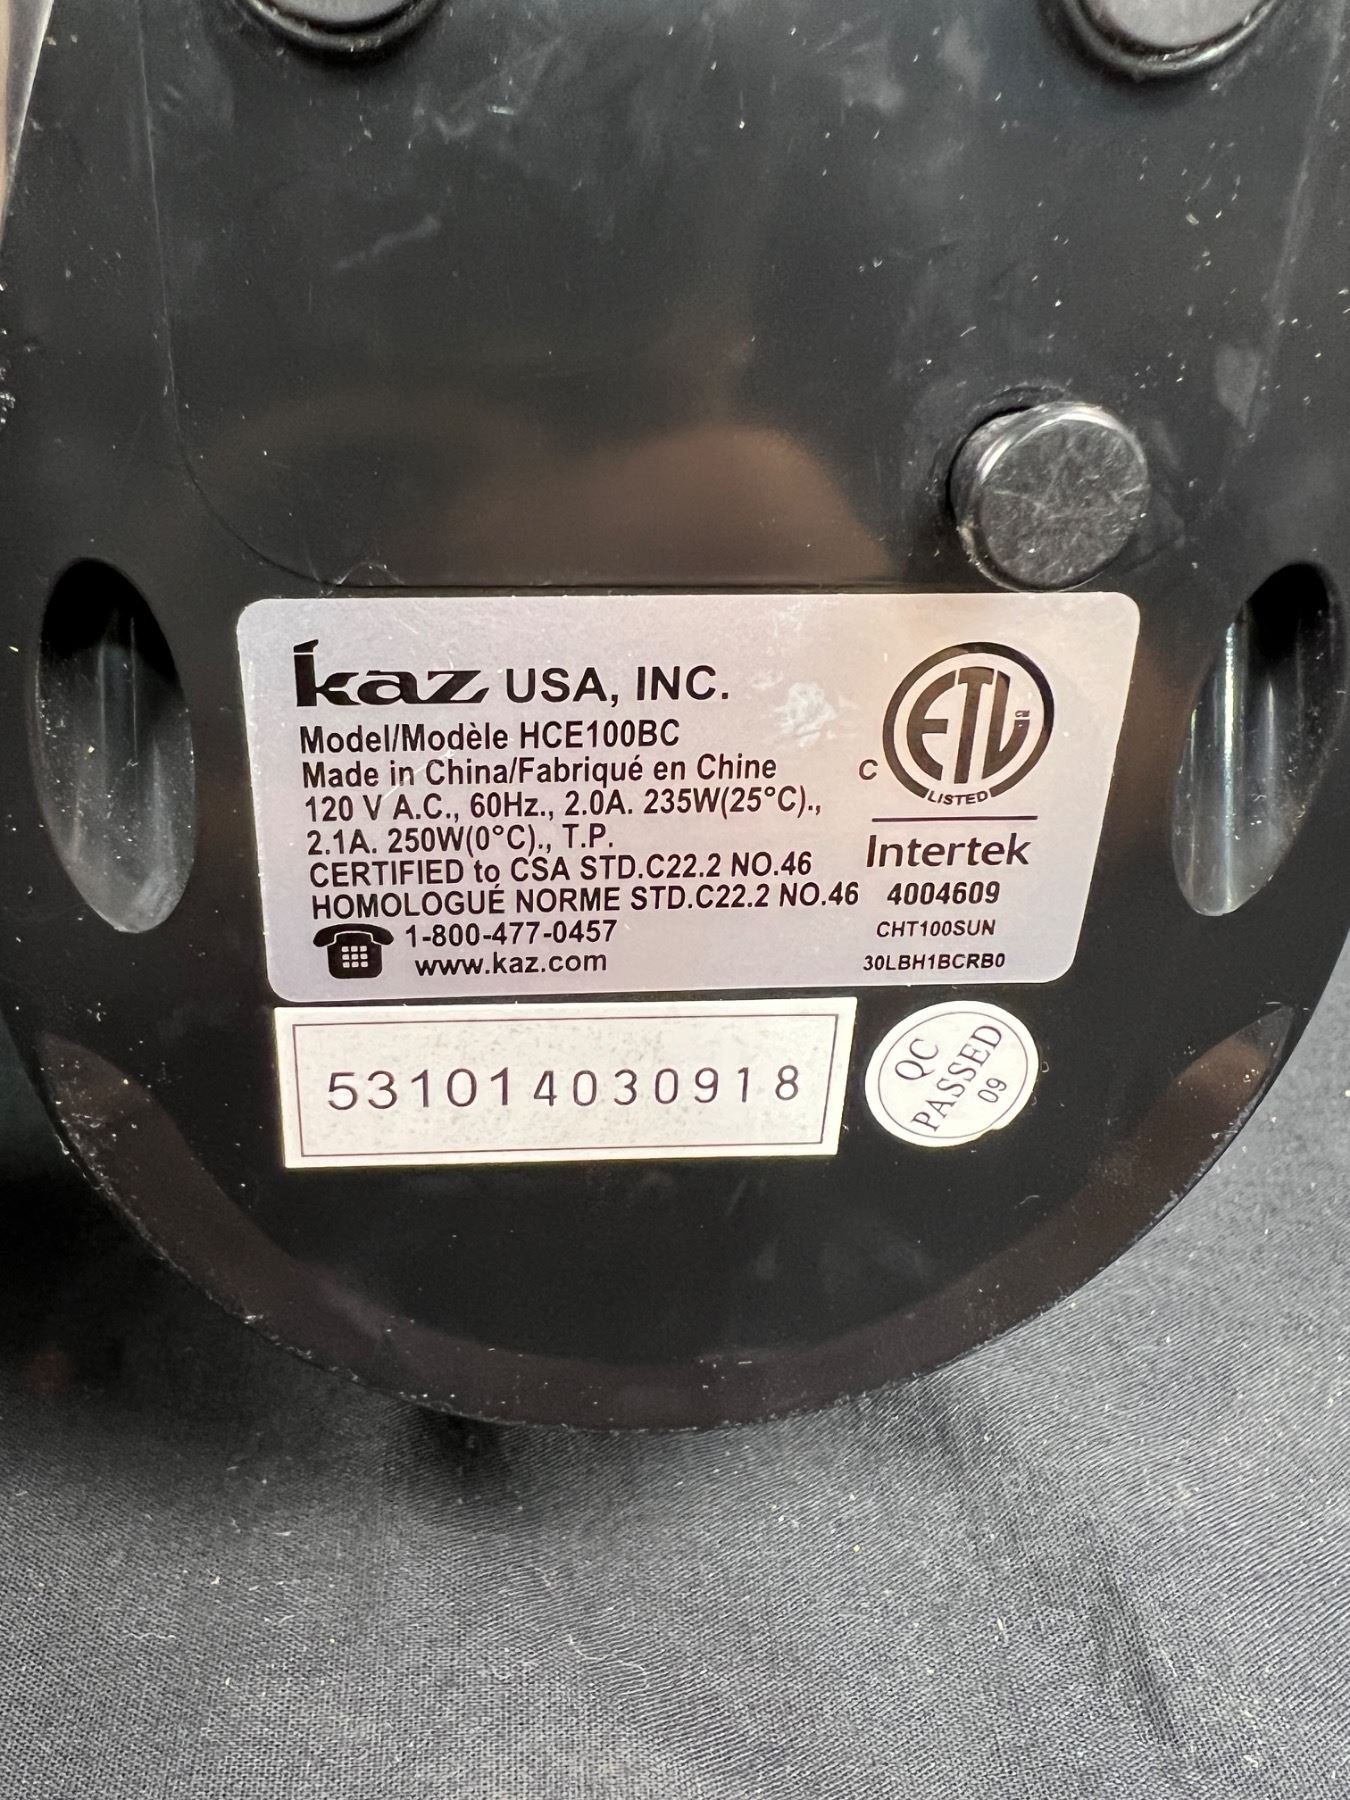 kaz USA, INC.
Model/Modèle HCE100BC
Made in China/Fabriqué en Chine
120 V A.C., 60Hz., 2.0A. 235W(25°C).,
2.1A. 250W(0°C)., T.P.
CERTIFIED to CSA STD.C22.2 NO.46
HOMOLOGUÉ NORME STD.C22.2 NO.46
1-800-477-0457
www.kaz.com
C ETL CM
LISTED
Intertek
4004609
CHT100SUN
30LBH1BCRB0
531014030918
QC
PASSED
09